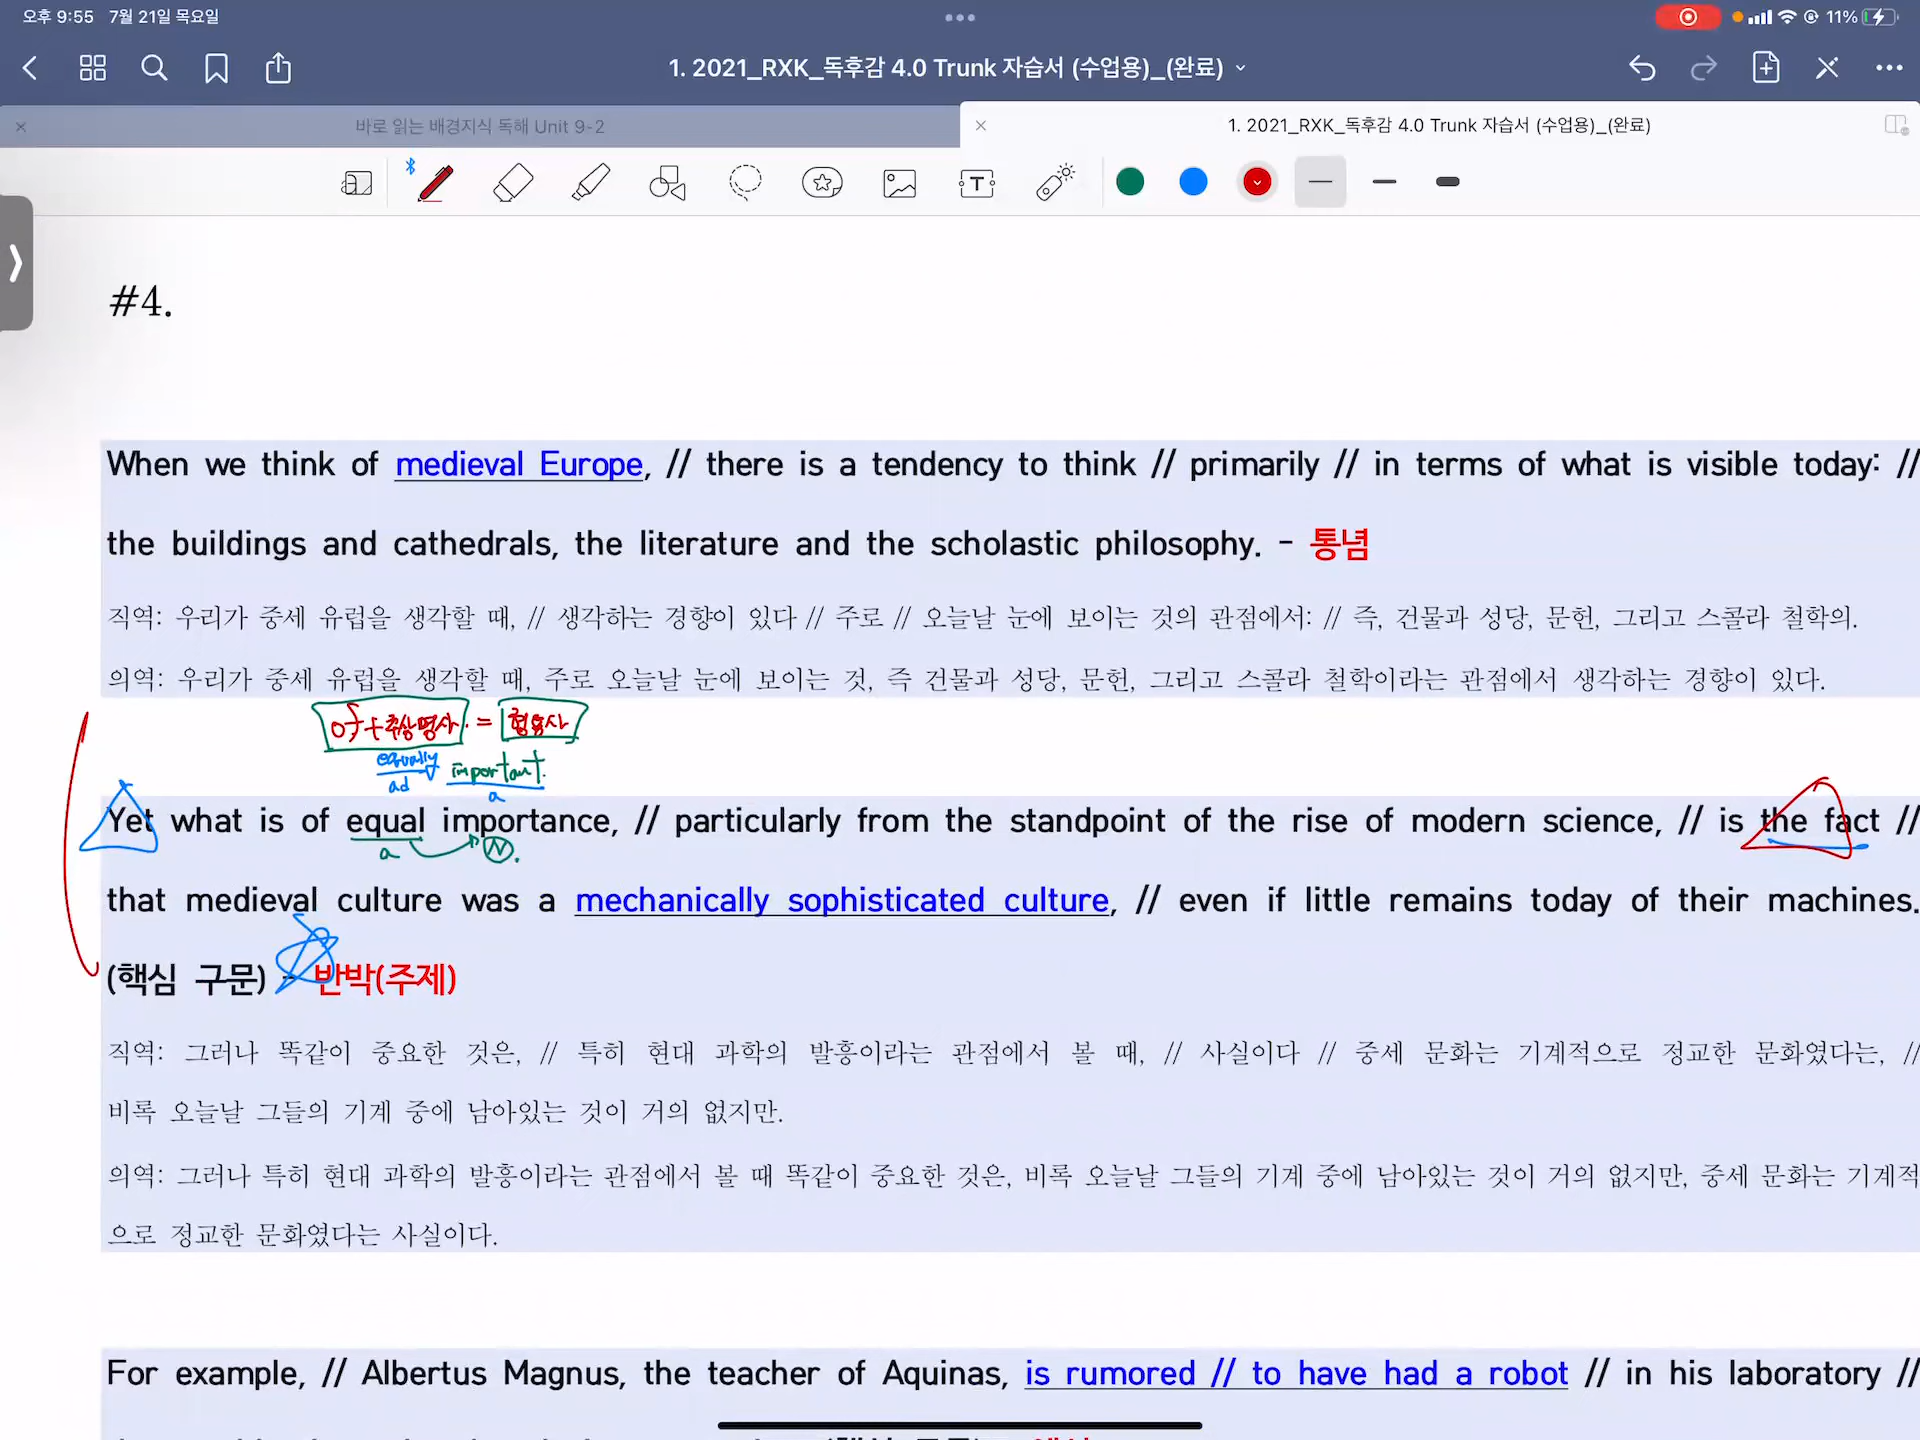 오후 9:55 7월 21일 목요일
11%
1. 2021_RXK_독후감 4.0 Trunk 자습서 (수업용)_(완료)
바로 읽는 배경지식 독해 Unit 9-2
1. 2021_RXK_독후감 4.0 Trunk 자습서 (수업용)_(완료)
#4.
When we think of medieval Europe, // there is a tendency to think // primarily // in terms of what is visible today: //
the buildings and cathedrals, the literature and the scholastic philosophy. - 통념
직역: 우리가 중세 유럽을 생각할 때, // 생각하는 경향이 있다 // 주로 // 오늘날 눈에 보이는 것의 관점에서: // 즉, 건물과 성당, 문헌, 그리고 스콜라 철학의.
의역: 우리가 중세 유럽을 생각할 때, 주로 오늘날 눈에 보이는 것, 즉 건물과 성당, 문헌, 그리고 스콜라 철학이라는 관점에서 생각하는 경향이 있다.
of+추상명사 = 형용사
equally important.
ad a
Yet what is of equal importance, // particularly from the standpoint of the rise of modern science, // is the fact //
a N.
that medieval culture was a mechanically sophisticated culture, // even if little remains today of their machines.
(핵심 구문) - 반박(주제)
직역: 그러나 똑같이 중요한 것은, // 특히 현대 과학의 발흥이라는 관점에서 볼 때, // 사실이다 // 중세 문화는 기계적으로 정교한 문화였다는, //
비록 오늘날 그들의 기계 중에 남아있는 것이 거의 없지만.
의역: 그러나 특히 현대 과학의 발흥이라는 관점에서 볼 때 똑같이 중요한 것은, 비록 오늘날 그들의 기계 중에 남아있는 것이 거의 없지만, 중세 문화는 기계적
으로 정교한 문화였다는 사실이다.
For example, // Albertus Magnus, the teacher of Aquinas, is rumored // to have had a robot // in his laboratory //